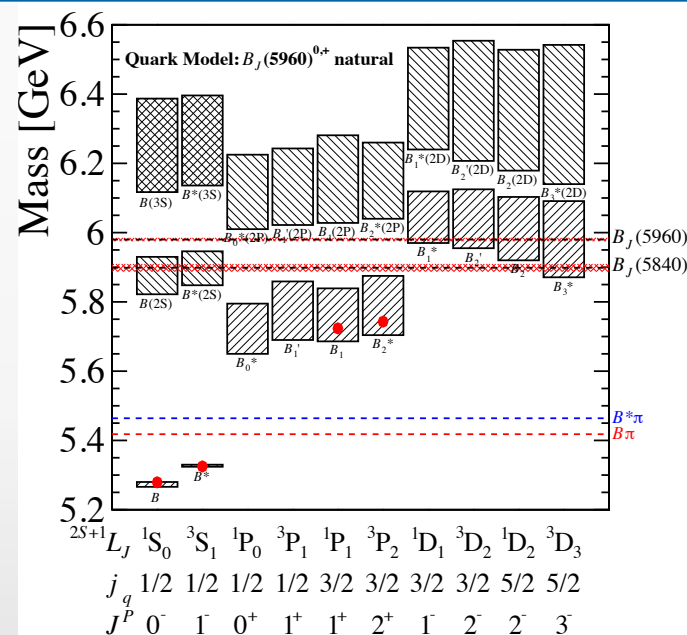 6.6
Mass [GeV]
Quark Model: B_J(5960)^{0,+} natural
6.4
6.2
B(3S) B*(3S) B_0*(2P) B_1'(2P) B_1(2P) B_2*(2P) B_1*(2D) B_2'(2D) B_2(2D) B_3*(2D)
6
B_J(5960)
B_1* B_2' B_2 B_3*
B_J(5840)
5.8
B(2S) B*(2S)
B_0* B_1' B_1 B_2*
5.6
B*π
Bπ
5.4
B B*
5.2
^{2S+1}L_J ^1S_0 ^3S_1 ^1P_0 ^3P_1 ^1P_1 ^3P_2 ^1D_1 ^3D_2 ^1D_2 ^3D_3
j_q 1/2 1/2 1/2 1/2 3/2 3/2 3/2 3/2 5/2 5/2
J^P 0^- 1^- 0^+ 1^+ 1^+ 2^+ 1^- 2^- 2^- 3^-